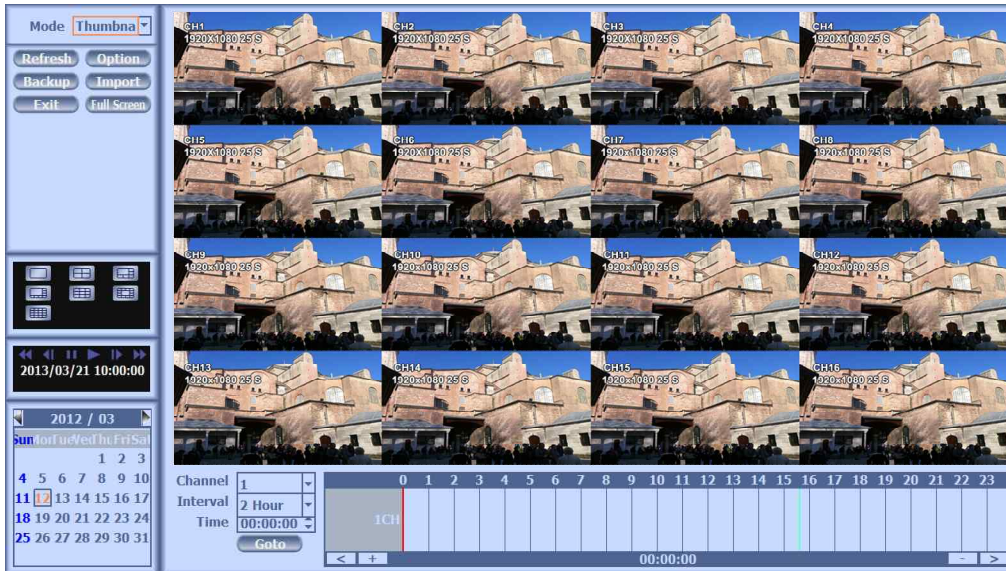 Mode Thumbna
Refresh Option
Backup Import
Exit Full Screen
2013/03/21 10:00:00
2012 / 03
Sun Mon Tue Wed Thu Fri Sat
1 2 3
4 5 6 7 8 9 10
11 12 13 14 15 16 17
18 19 20 21 22 23 24
25 26 27 28 29 30 31
CH1
1920X1080 25 S
CH2
1920X1080 25 S
CH3
1920X1080 25 S
CH4
1920X1080 25 S
CH5
1920X1080 25 S
CH6
1920X1080 25 S
CH7
1920x1080 25 S
CH8
1920x1080 25 S
CH9
1920x1080 25 S
CH10
1920x1080 25 S
CH11
1920x1080 25 S
CH12
1920x1080 25 S
CH13
1920x1080 25 S
CH14
1920x1080 25 S
CH15
1920x1080 25 S
CH16
1920x1080 25 S
Channel 1
Interval 2 Hour
Time 00:00:00
Goto
0 1 2 3 4 5 6 7 8 9 10 11 12 13 14 15 16 17 18 19 20 21 22 23
1CH
< + 00:00:00 - >